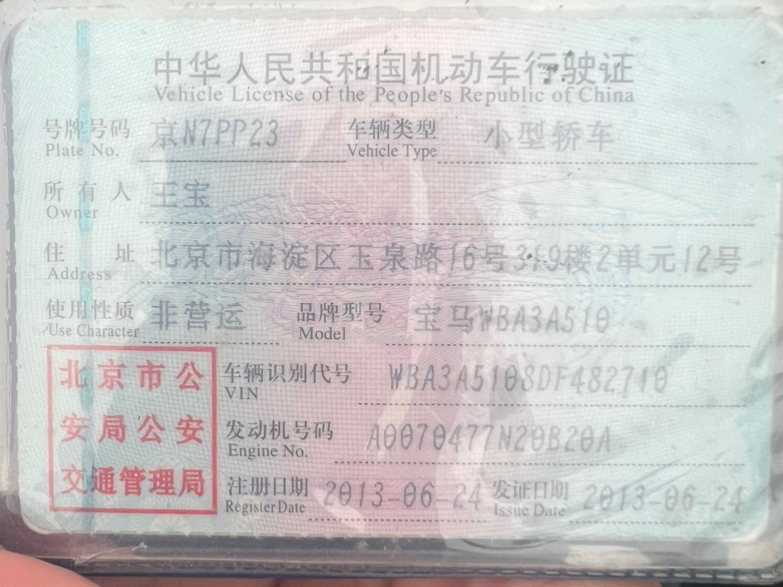 中华人民共和国机动车行驶证
Vehicle License of the People's Republic of China
号牌号码 京N7PP23 车辆类型 小型轿车
Plate No. Vehicle Type
所有人 王宝
Owner
住址 北京市海淀区玉泉路16号319楼2单元12号
Address
使用性质 非营运 品牌型号 宝马WBA3A510
Use Character Model
北京市公安局公安交通管理局
车辆识别代号 WBA3A5108DF482710
VIN
发动机号码 A0070477N20B20A
Engine No.
注册日期 2013-06-24 发证日期 2013-06-24
Register Date Issue Date